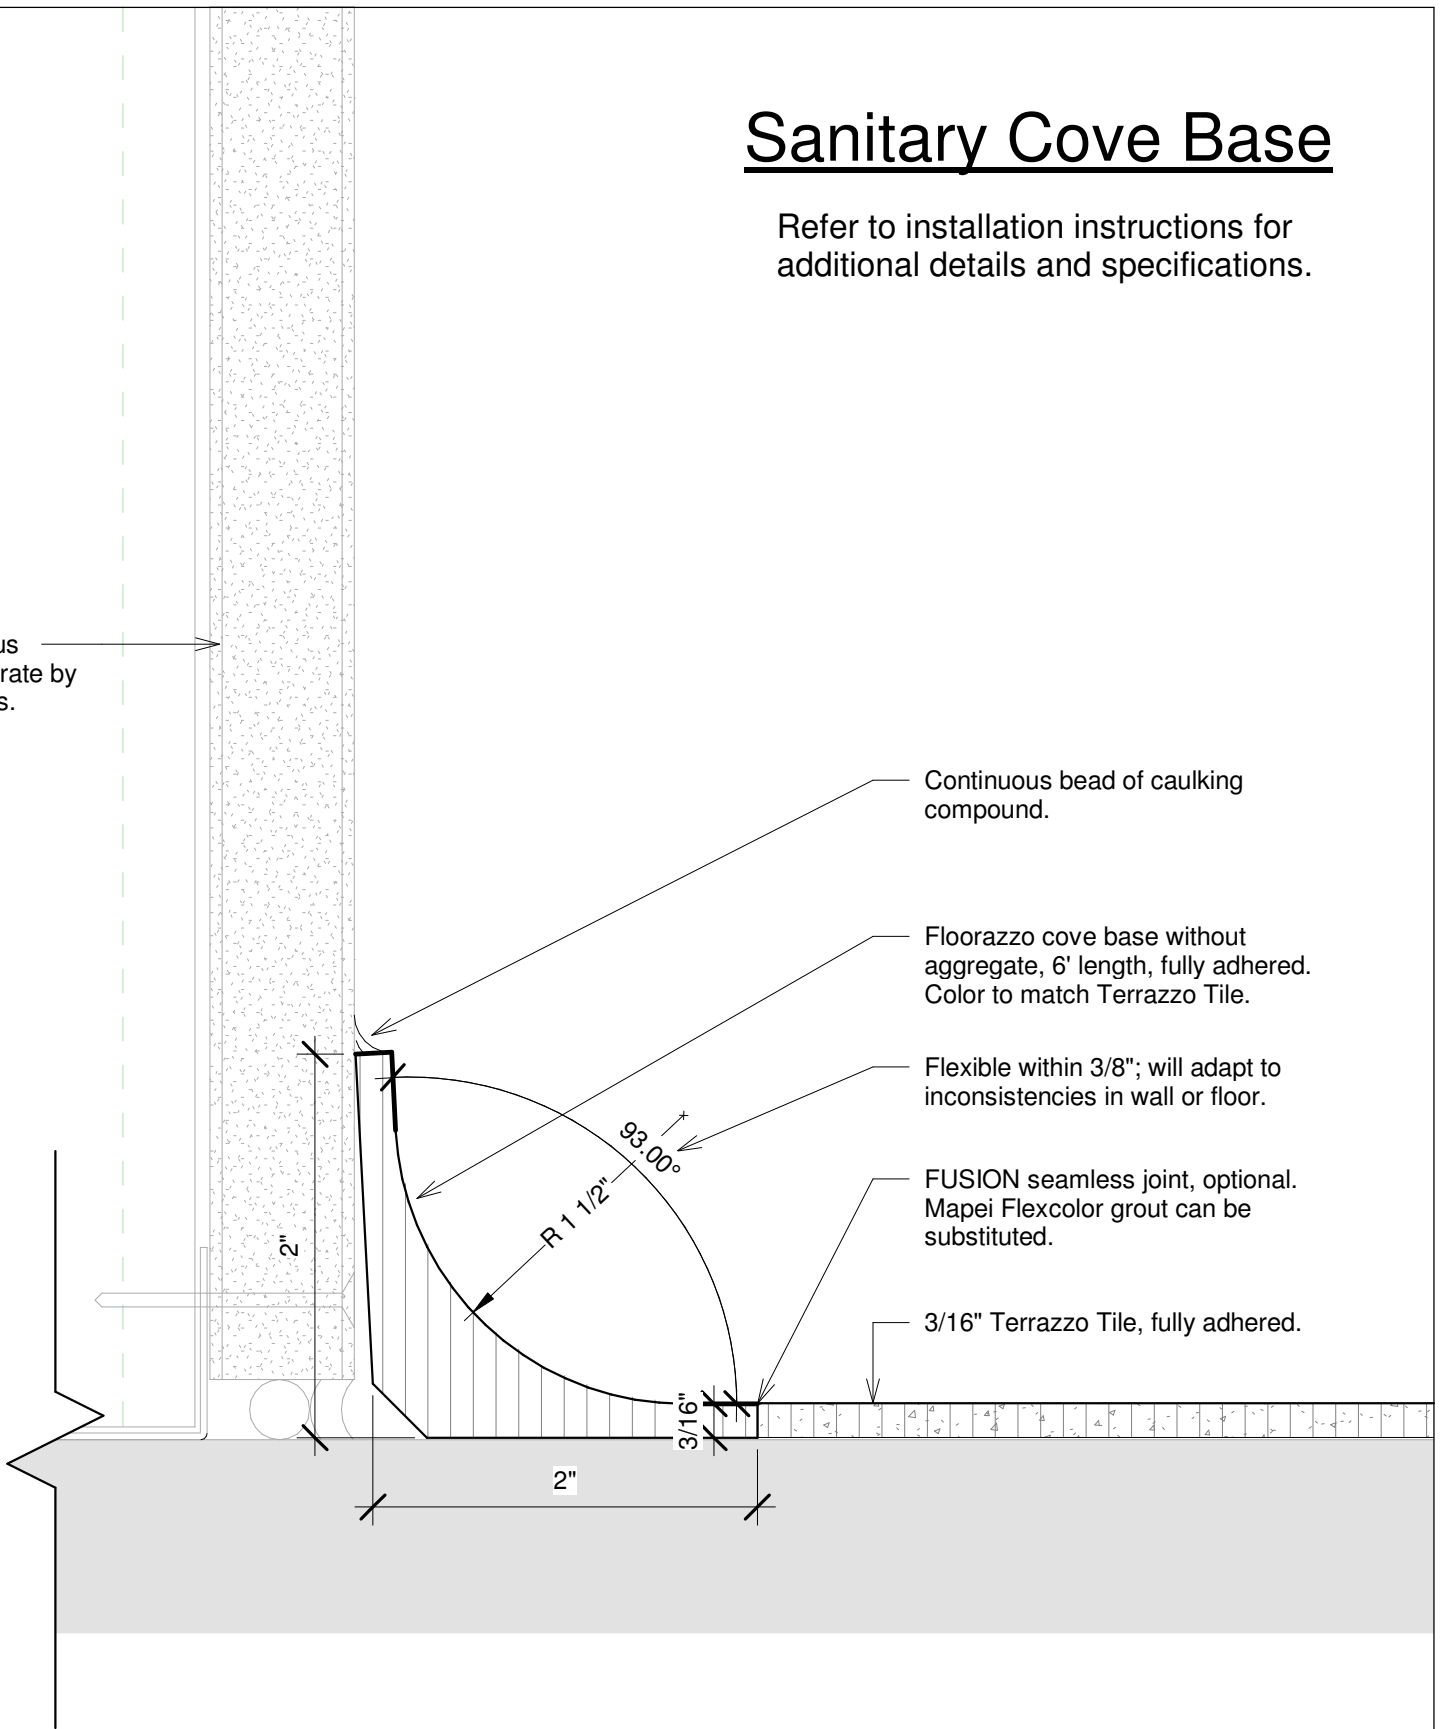 Sanitary Cove Base
Refer to installation instructions for
additional details and specifications.
rate by
Continuous bead of caulking
compound.
Floorazzo cove base without
aggregate, 6' length, fully adhered.
Color to match Terrazzo Tile.
Flexible within 3/8"; will adapt to
inconsistencies in wall or floor.
93.00°
R 1 1/2"
FUSION seamless joint, optional.
Mapei Flexcolor grout can be
substituted.
2"
3/16" Terrazzo Tile, fully adhered.
3/16"
2"